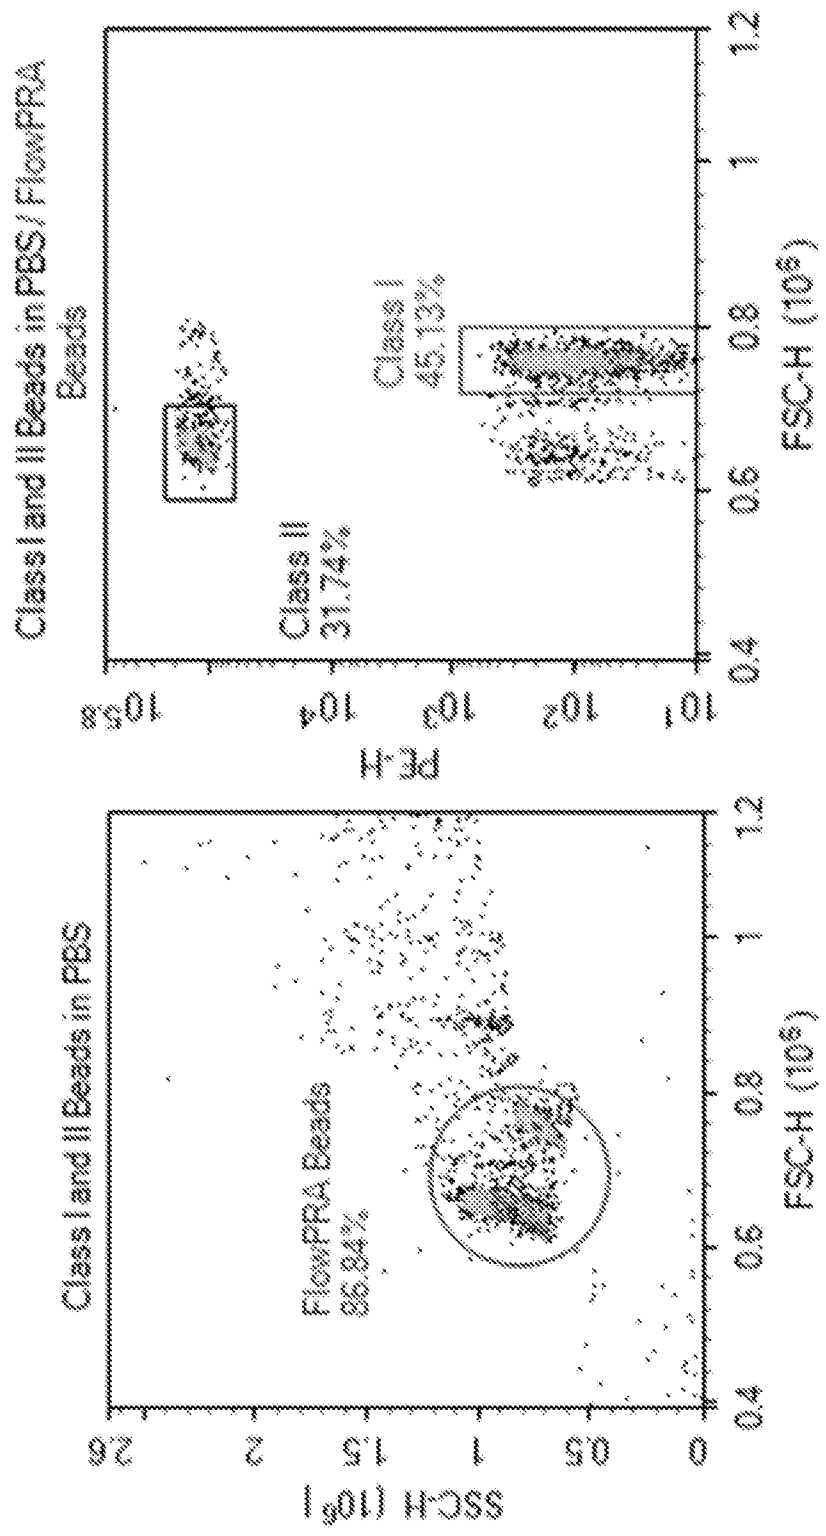 Class I and II Beads in PBS
FlowPRA Beads
86.84%
2.6
2
1.5
1
0.5
0
SSC-H (10⁶)
0.4
0.6
0.8
1
1.2
FSC-H (10⁶)
Class I and II Beads in PBS / FlowPRA
Beads
Class II
31.74%
Class I
45.13%
10⁵·⁸
10⁴
10³
10²
10¹
PE-H
0.4
0.6
0.8
1
1.2
FSC-H (10⁶)